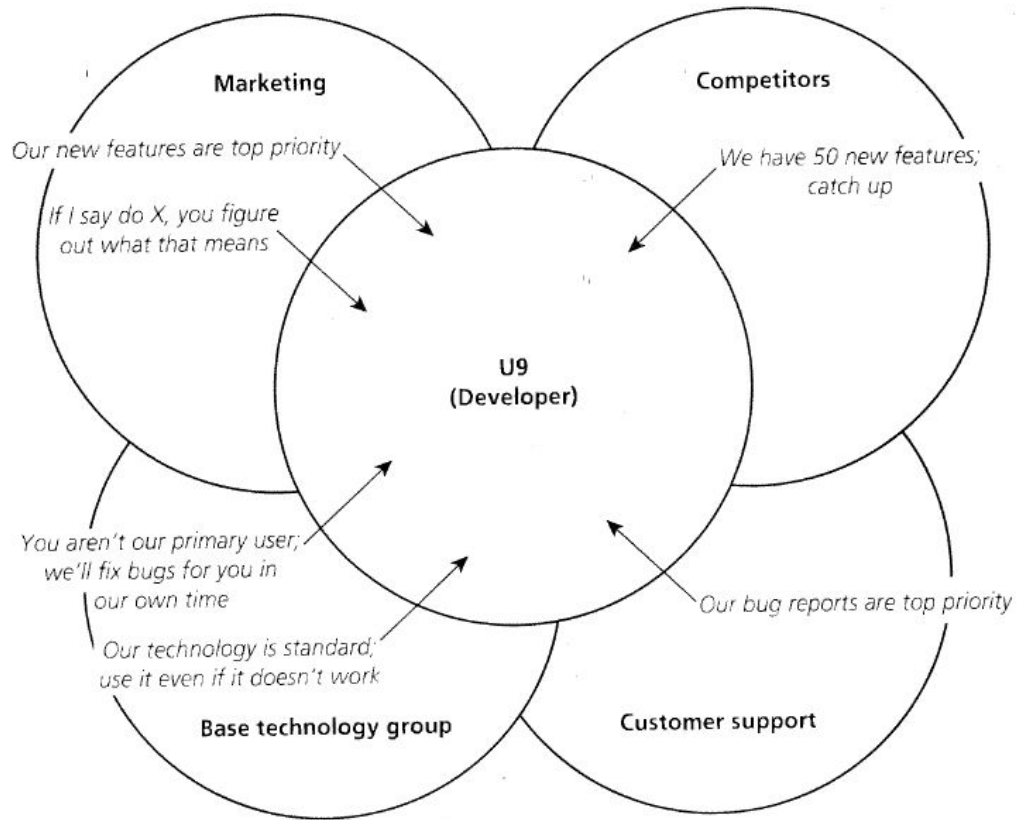 Marketing
Competitors
Our new features are top priority
We have 50 new features;
catch up
If I say do X, you figure
out what that means
U9
(Developer)
You aren't our primary user;
we'll fix bugs for you in
our own time
Our bug reports are top priority
Our technology is standard;
use it even if it doesn't work
Base technology group
Customer support